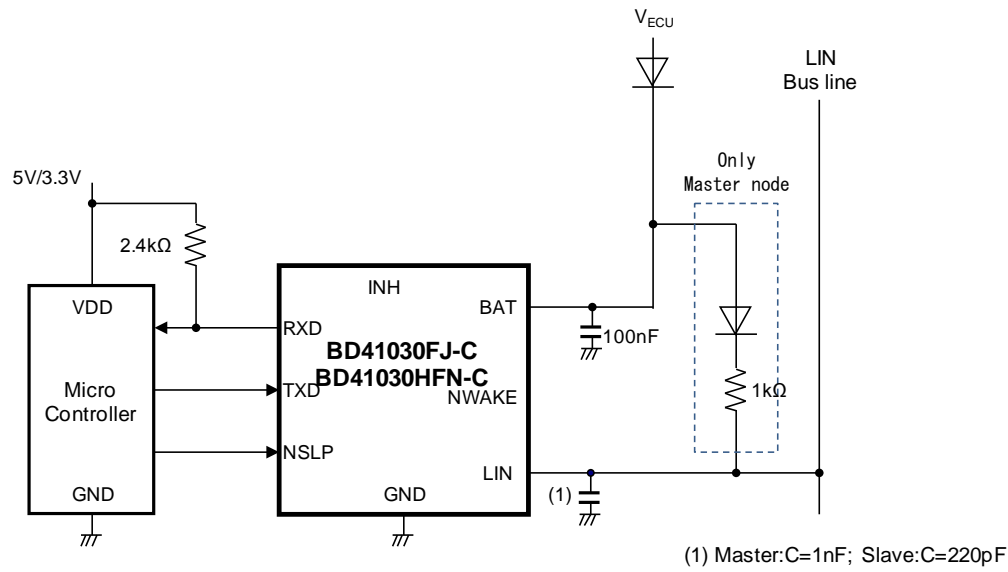 V_ECU
LIN
Bus line
Only
Master node
5V/3.3V
2.4kΩ
VDD
INH
BAT
RXD
100nF
BD41030FJ-C
BD41030HFN-C
Micro
Controller
TXD
NWAKE
1kΩ
NSLP
LIN
(1)
GND
GND
(1) Master:C=1nF; Slave:C=220pF